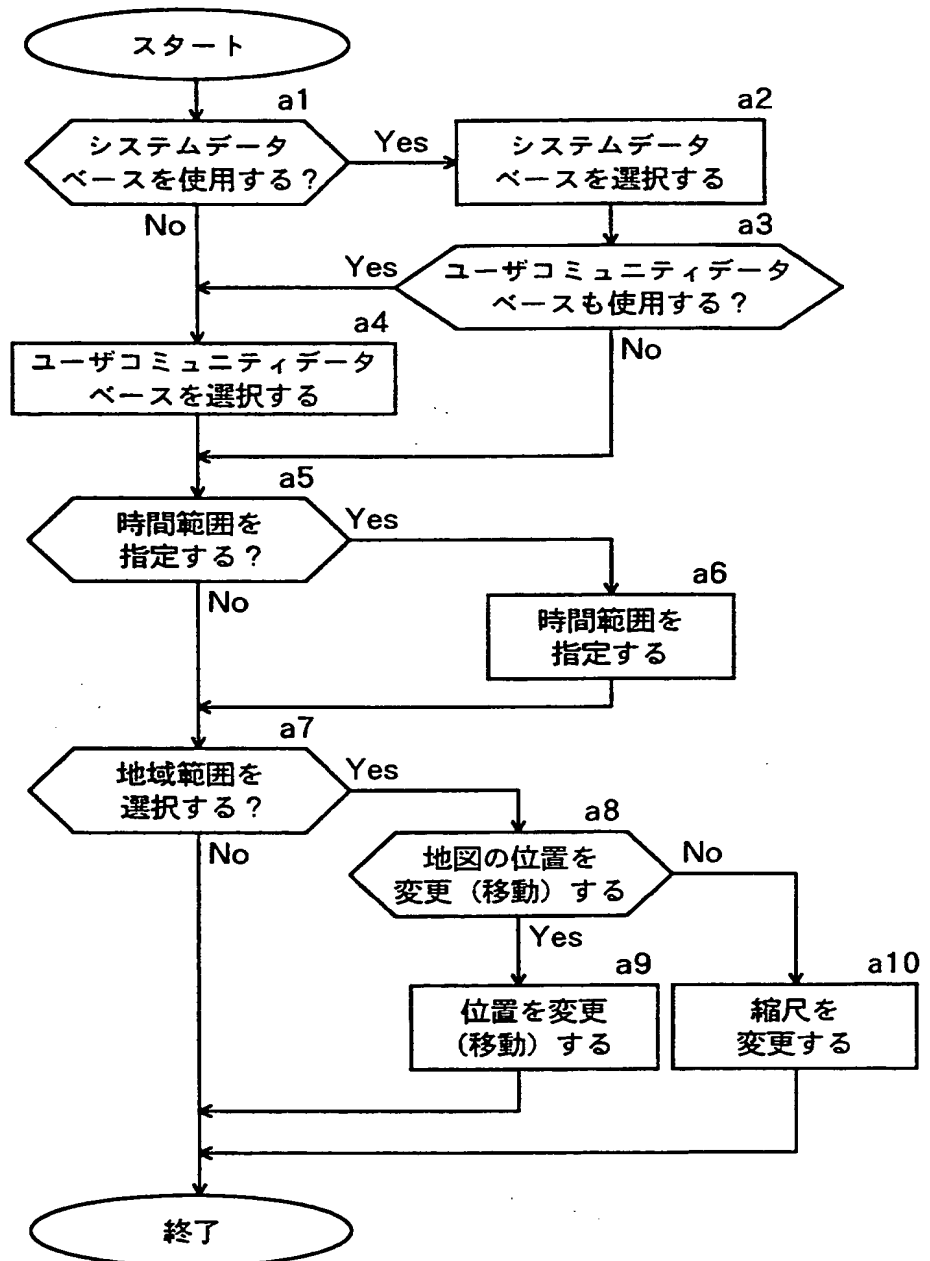 スタート
a1
システムデータ
ベースを使用する?
Yes
No
a2
システムデータ
ベースを選択する
a3
ユーザコミュニティデータ
ベースも使用する?
Yes
No
a4
ユーザコミュニティデータ
ベースを選択する
a5
時間範囲を
指定する?
Yes
No
a6
時間範囲を
指定する
a7
地域範囲を
選択する?
Yes
No
a8
地図の位置を
変更(移動)する
No
Yes
a9
位置を変更
(移動)する
a10
縮尺を
変更する
終了